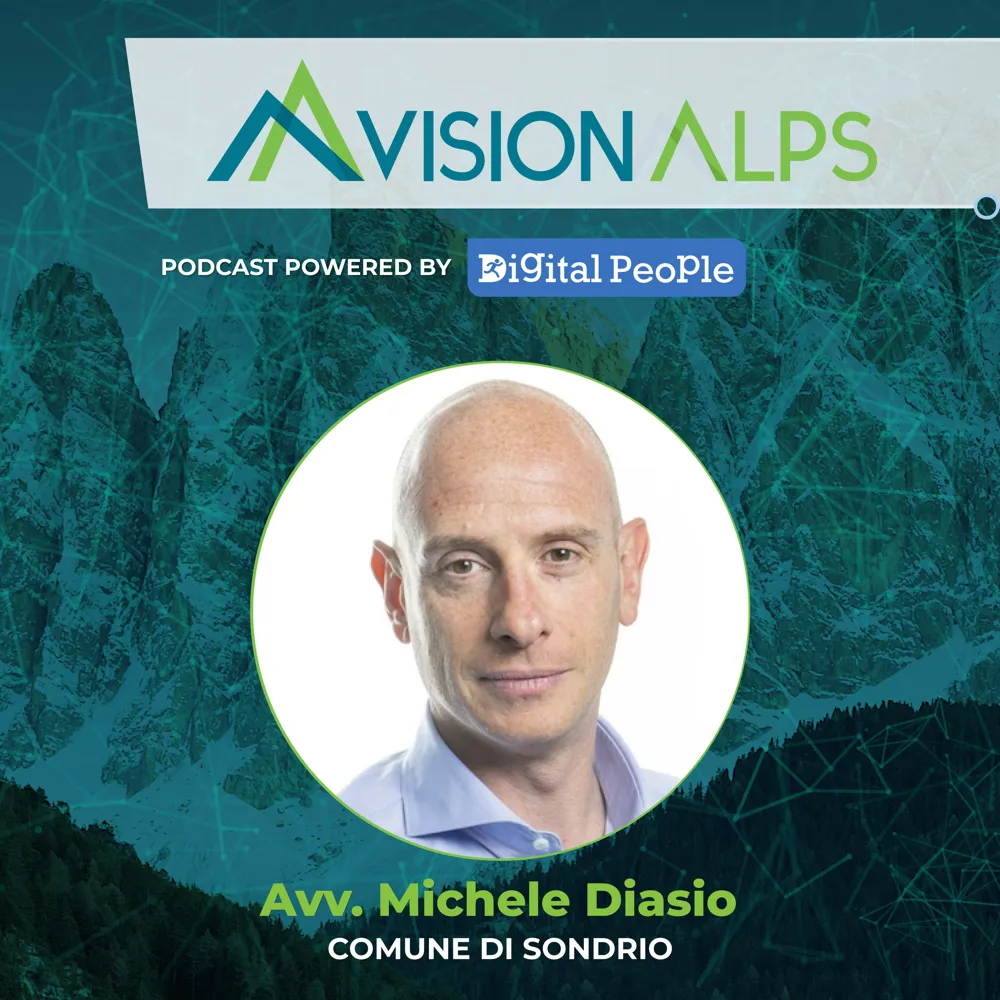 VISION ALPS
PODCAST POWERED BY Digital People
Avv. Michele Diasio
COMUNE DI SONDRIO